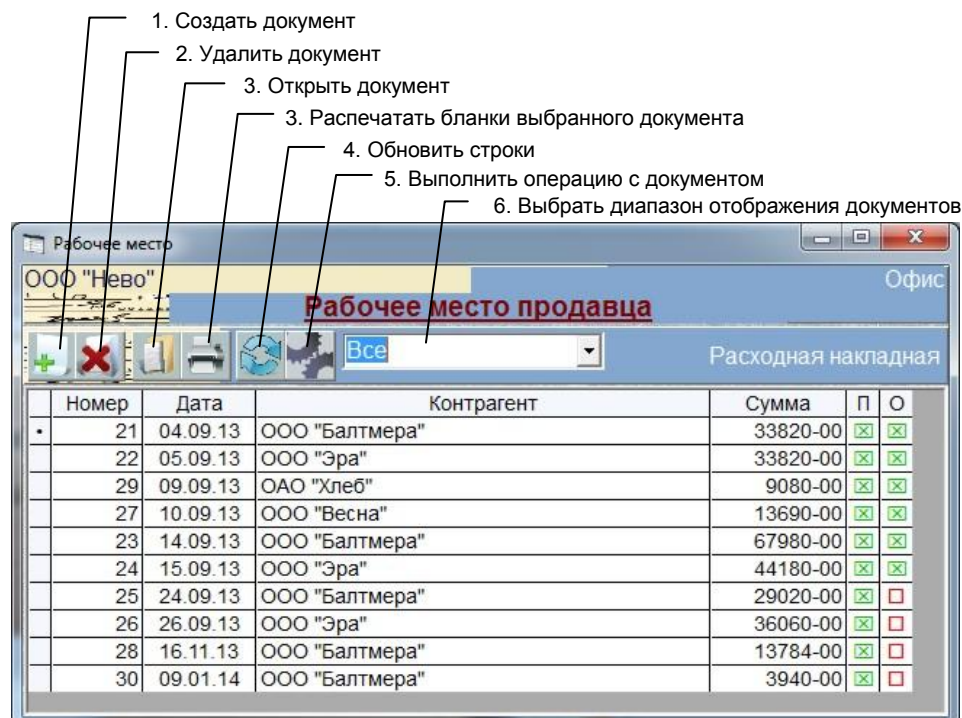 1. Создать документ
2. Удалить документ
3. Открыть документ
3. Распечатать бланки выбранного документа
4. Обновить строки
5. Выполнить операцию с документом
6. Выбрать диапазон отображения документов
Рабочее место
ООО "Нево" Офис
Рабочее место продавца
Все Расходная накладная
Номер Дата Контрагент Сумма П О
21 04.09.13 ООО "Балтмера" 33820-00
22 05.09.13 ООО "Эра" 33820-00
29 09.09.13 ОАО "Хлеб" 9080-00
27 10.09.13 ООО "Весна" 13690-00
23 14.09.13 ООО "Балтмера" 67980-00
24 15.09.13 ООО "Эра" 44180-00
25 24.09.13 ООО "Балтмера" 29020-00
26 26.09.13 ООО "Эра" 36060-00
28 16.11.13 ООО "Балтмера" 13784-00
30 09.01.14 ООО "Балтмера" 3940-00